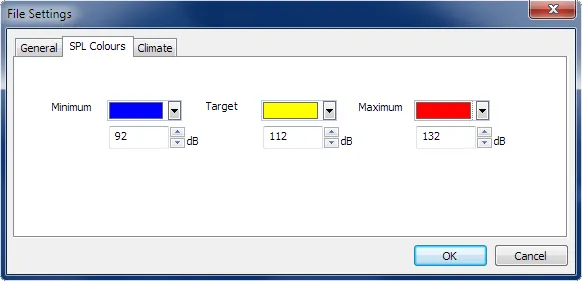 File Settings
General SPL Colours Climate
Minimum Target Maximum
92 dB 112 dB 132 dB
OK Cancel